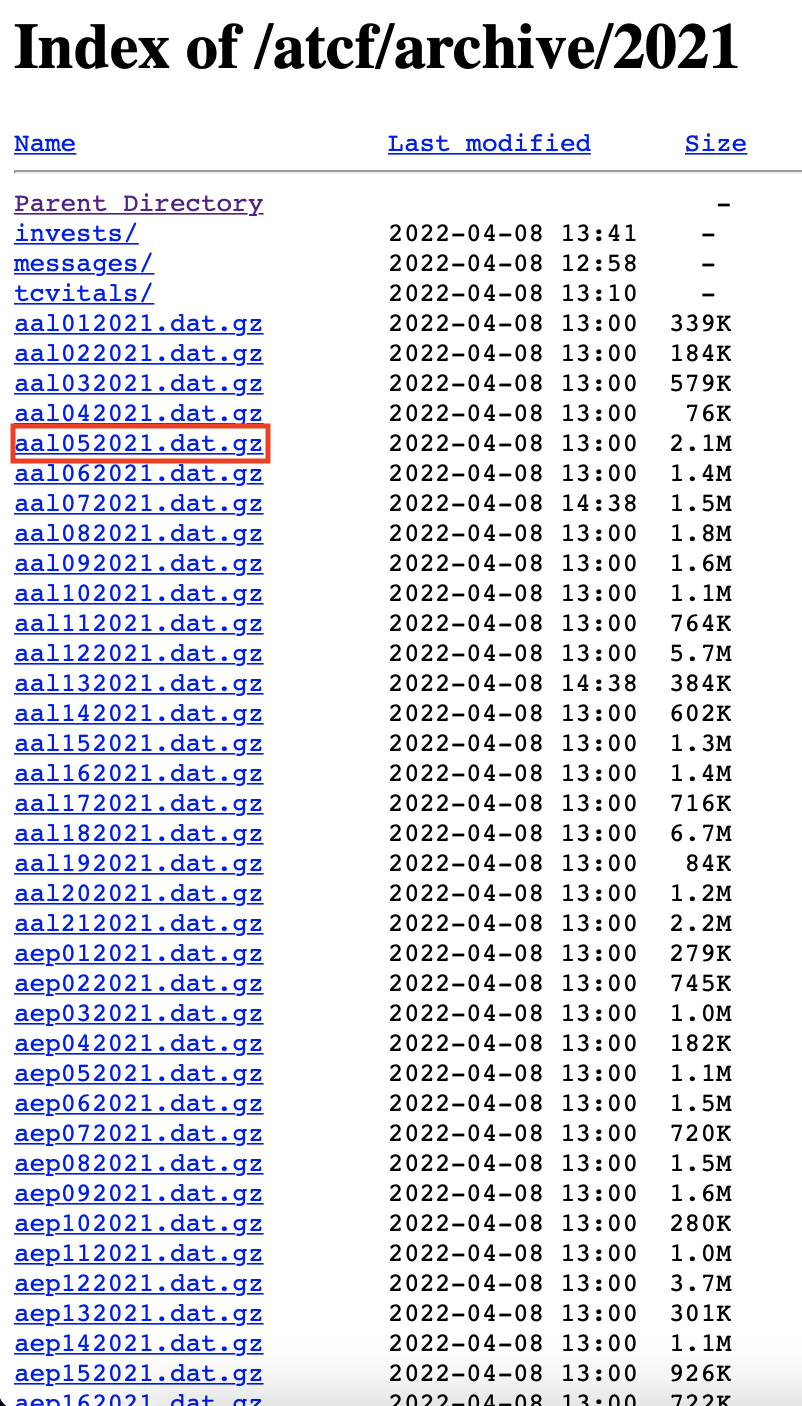 Index of /atcf/archive/2021
Name Last modified Size
Parent Directory -
invests/ 2022-04-08 13:41 -
messages/ 2022-04-08 12:58 -
tcvitals/ 2022-04-08 13:10 -
aal012021.dat.gz 2022-04-08 13:00 339K
aal022021.dat.gz 2022-04-08 13:00 184K
aal032021.dat.gz 2022-04-08 13:00 579K
aal042021.dat.gz 2022-04-08 13:00 76K
aal052021.dat.gz 2022-04-08 13:00 2.1M
aal062021.dat.gz 2022-04-08 13:00 1.4M
aal072021.dat.gz 2022-04-08 14:38 1.5M
aal082021.dat.gz 2022-04-08 13:00 1.8M
aal092021.dat.gz 2022-04-08 13:00 1.6M
aal102021.dat.gz 2022-04-08 13:00 1.1M
aal112021.dat.gz 2022-04-08 13:00 764K
aal122021.dat.gz 2022-04-08 13:00 5.7M
aal132021.dat.gz 2022-04-08 14:38 384K
aal142021.dat.gz 2022-04-08 13:00 602K
aal152021.dat.gz 2022-04-08 13:00 1.3M
aal162021.dat.gz 2022-04-08 13:00 1.4M
aal172021.dat.gz 2022-04-08 13:00 716K
aal182021.dat.gz 2022-04-08 13:00 6.7M
aal192021.dat.gz 2022-04-08 13:00 84K
aal202021.dat.gz 2022-04-08 13:00 1.2M
aal212021.dat.gz 2022-04-08 13:00 2.2M
aep012021.dat.gz 2022-04-08 13:00 279K
aep022021.dat.gz 2022-04-08 13:00 745K
aep032021.dat.gz 2022-04-08 13:00 1.0M
aep042021.dat.gz 2022-04-08 13:00 182K
aep052021.dat.gz 2022-04-08 13:00 1.1M
aep062021.dat.gz 2022-04-08 13:00 1.5M
aep072021.dat.gz 2022-04-08 13:00 720K
aep082021.dat.gz 2022-04-08 13:00 1.5M
aep092021.dat.gz 2022-04-08 13:00 1.6M
aep102021.dat.gz 2022-04-08 13:00 280K
aep112021.dat.gz 2022-04-08 13:00 1.0M
aep122021.dat.gz 2022-04-08 13:00 3.7M
aep132021.dat.gz 2022-04-08 13:00 301K
aep142021.dat.gz 2022-04-08 13:00 1.1M
aep152021.dat.gz 2022-04-08 13:00 926K
aep162021.dat.gz 2022-04-08 13:00 722K